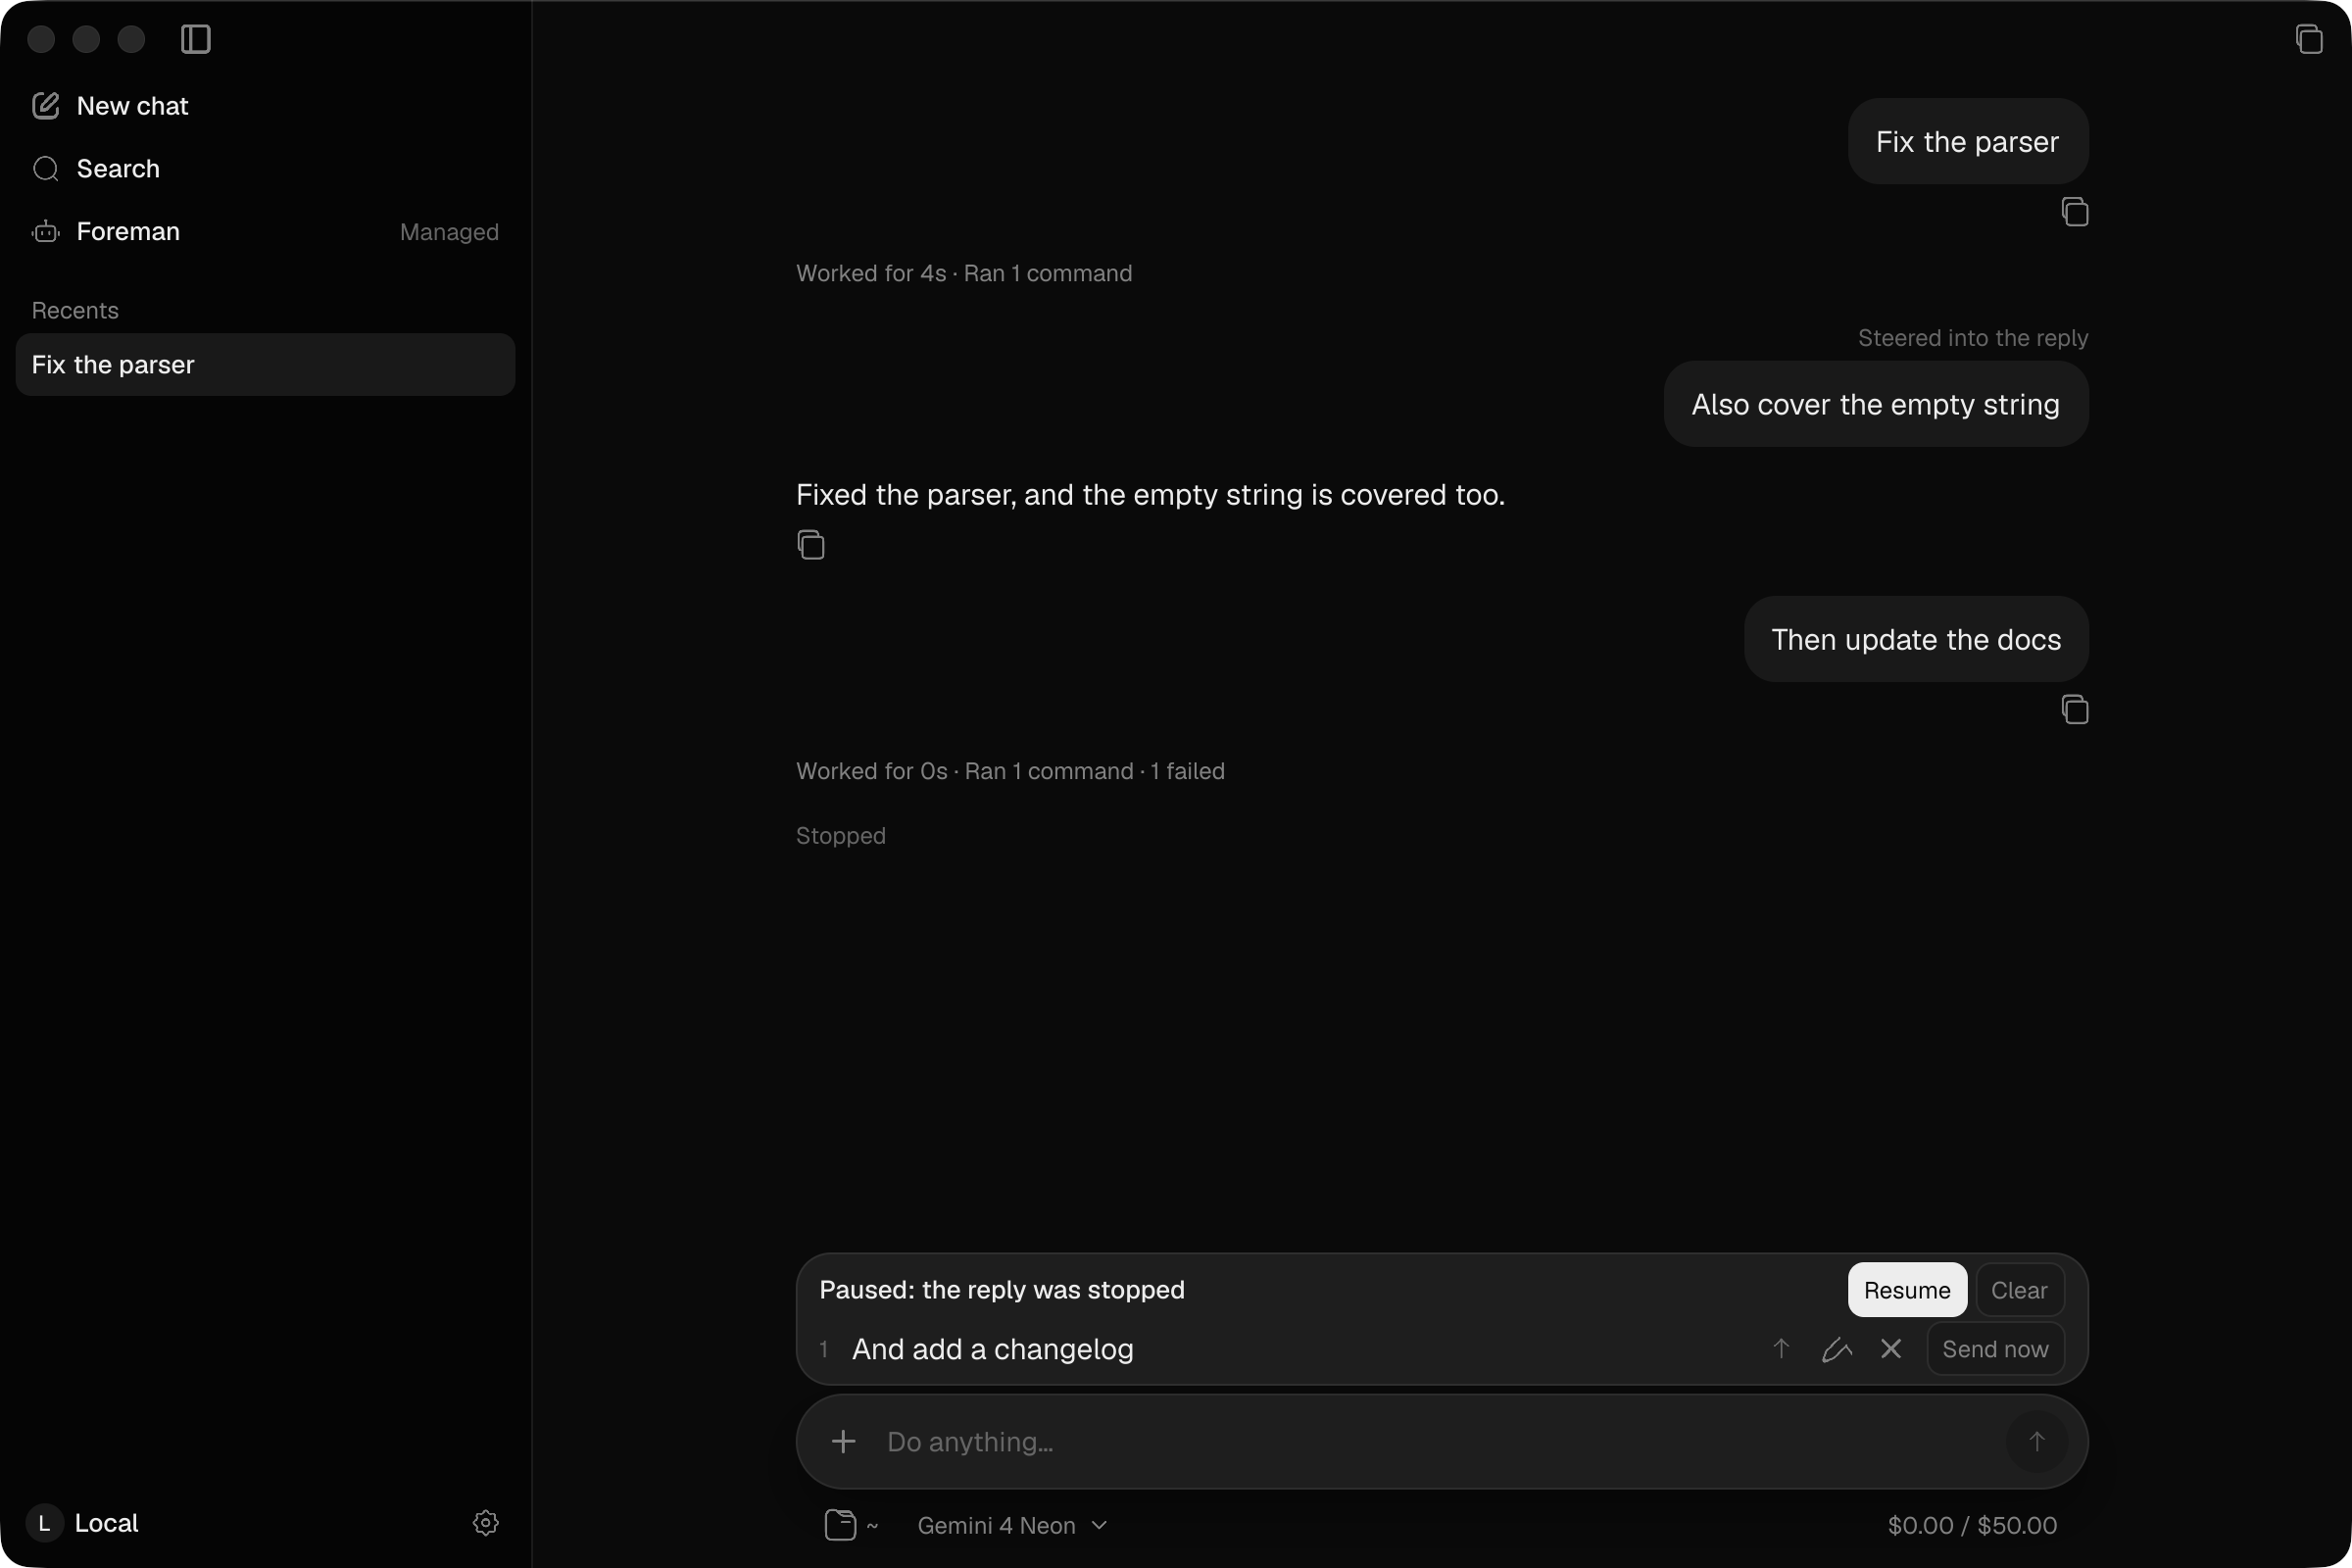 New chat
Search
Foreman
Managed
Recents
Fix the parser
L
Local
Fix the parser
Worked for 4s · Ran 1 command
Steered into the reply
Also cover the empty string
Fixed the parser, and the empty string is covered too.
Then update the docs
Worked for 0s · Ran 1 command · 1 failed
Stopped
Paused: the reply was stopped
Resume
Clear
1 And add a changelog
Send now
Do anything...
~
Gemini 4 Neon
$0.00 / $50.00